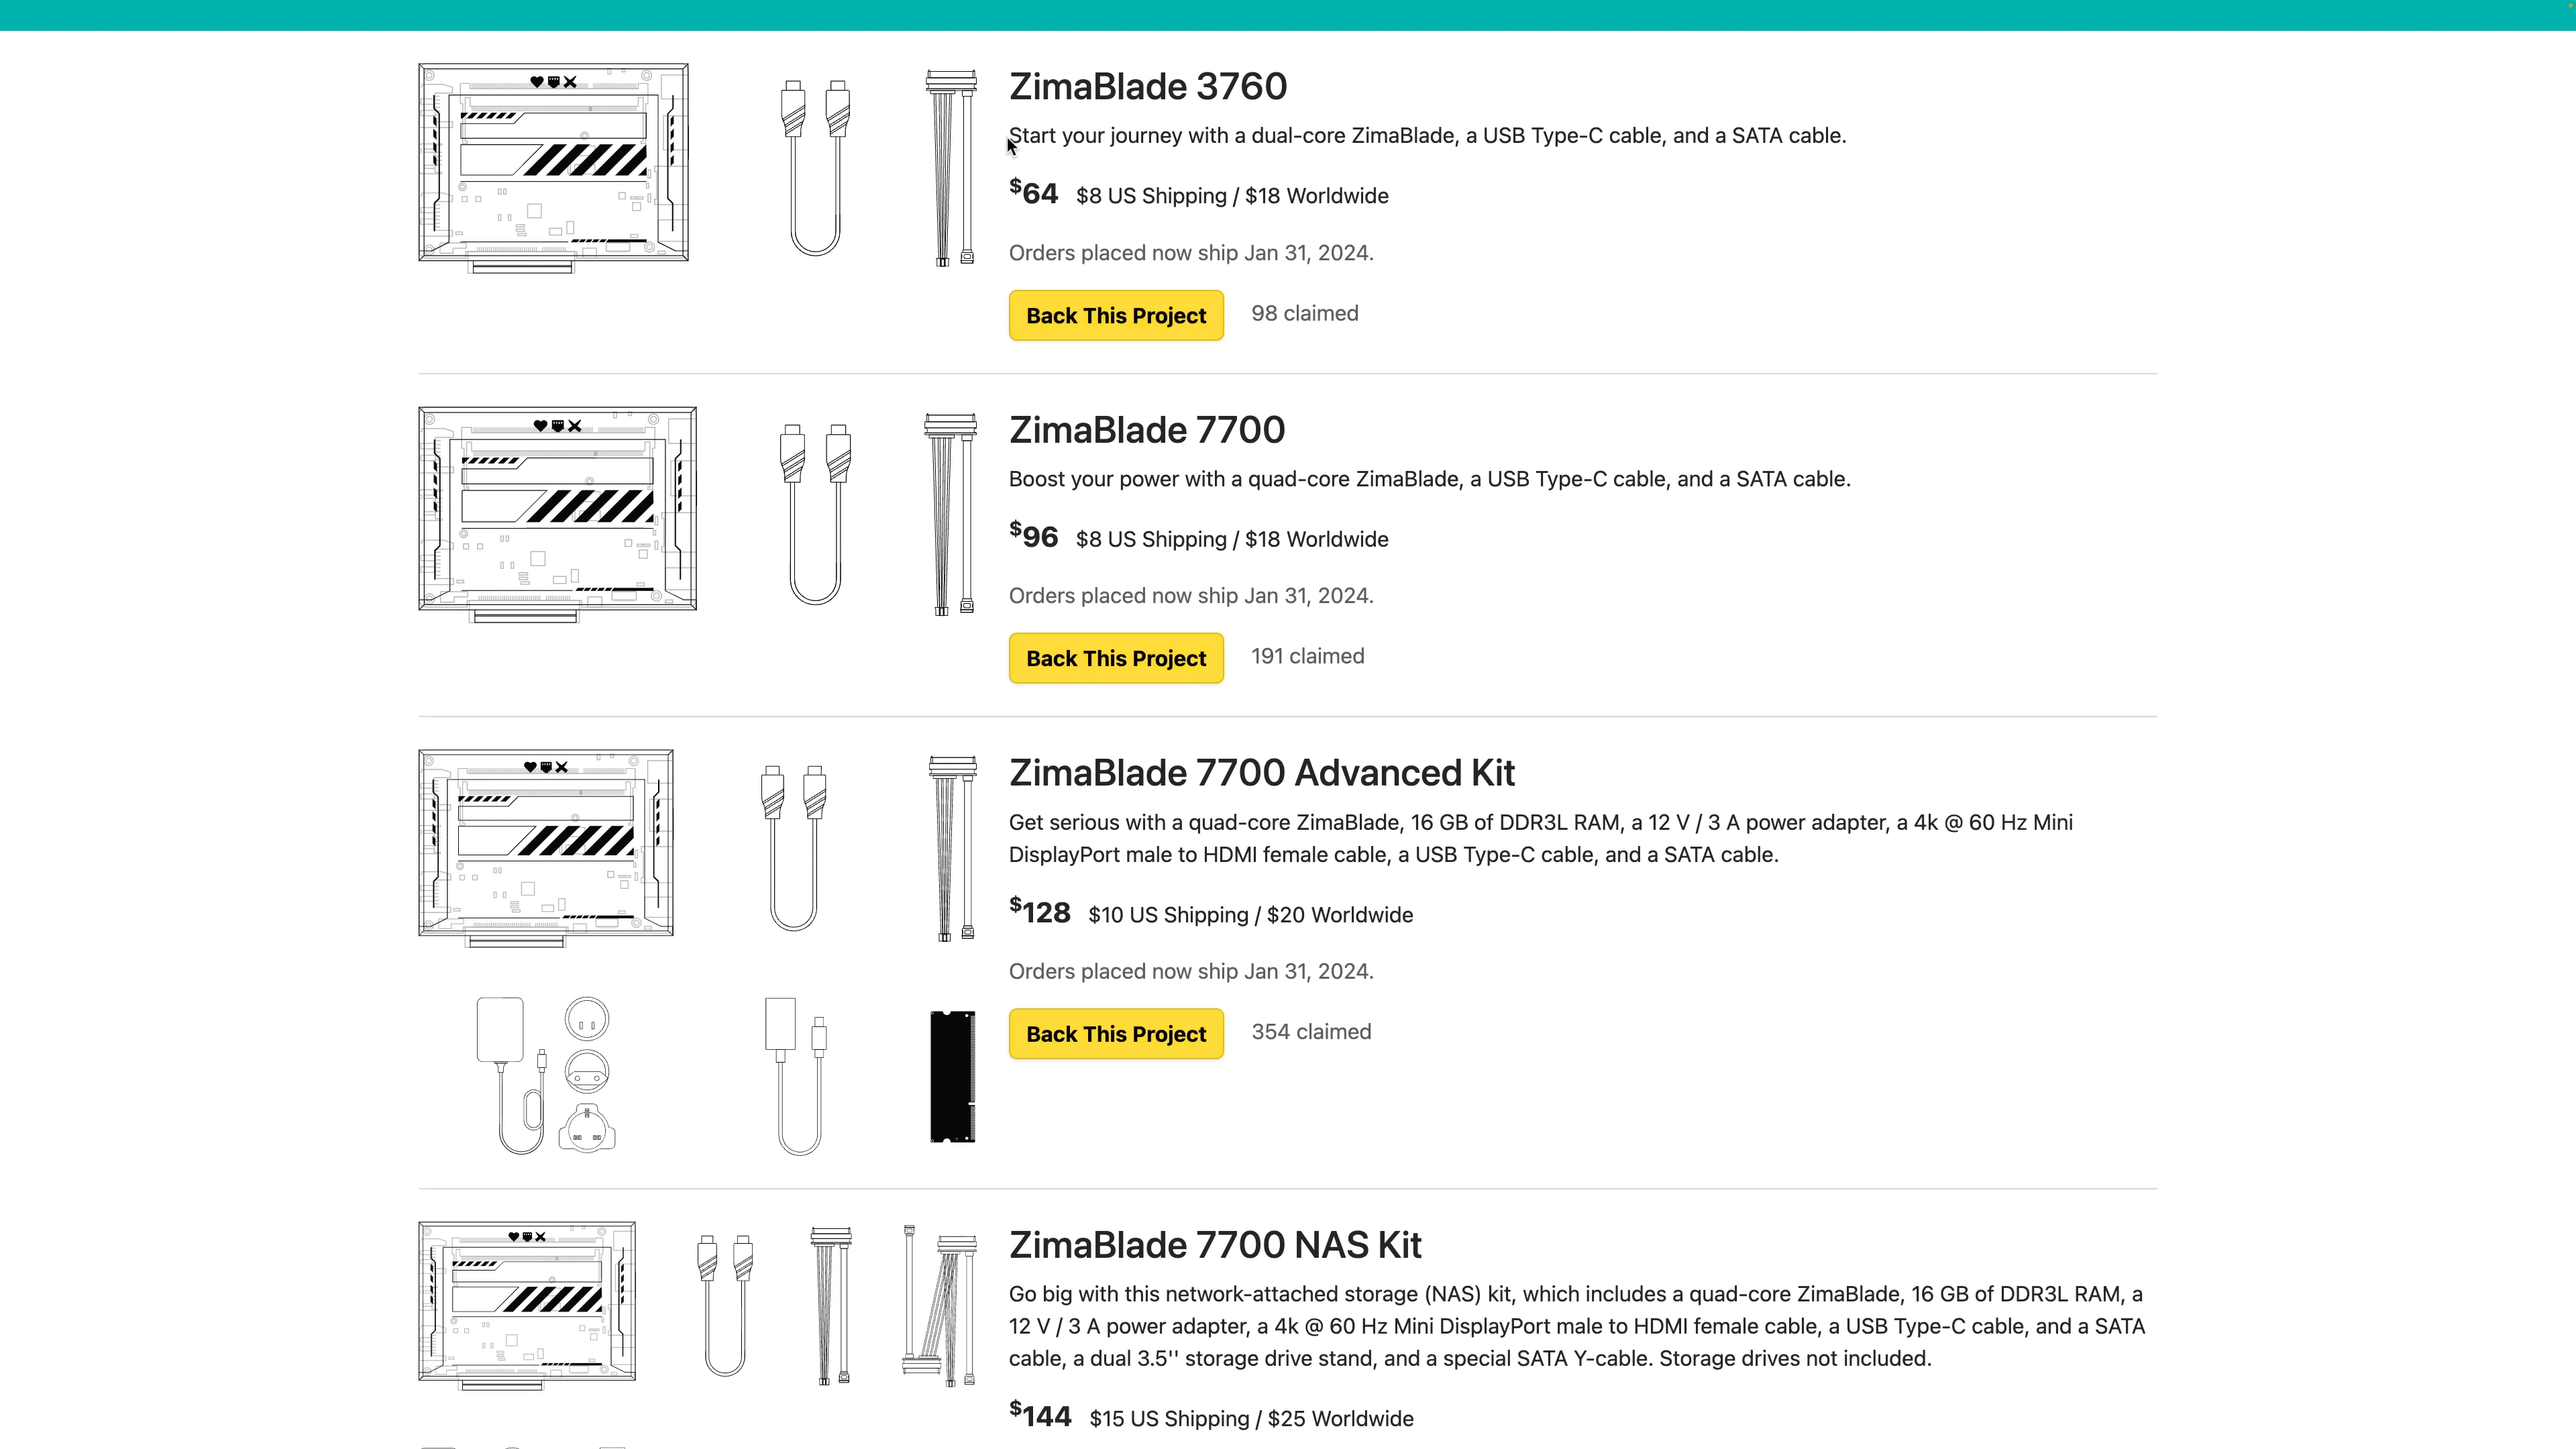 ZimaBlade 3760
Start your journey with a dual-core ZimaBlade, a USB Type-C cable, and a SATA cable.
$64 $8 US Shipping / $18 Worldwide
Orders placed now ship Jan 31, 2024.
Back This Project 98 claimed
ZimaBlade 7700
Boost your power with a quad-core ZimaBlade, a USB Type-C cable, and a SATA cable.
$96 $8 US Shipping / $18 Worldwide
Orders placed now ship Jan 31, 2024.
Back This Project 191 claimed
ZimaBlade 7700 Advanced Kit
Get serious with a quad-core ZimaBlade, 16 GB of DDR3L RAM, a 12 V / 3 A power adapter, a 4k @ 60 Hz Mini
DisplayPort male to HDMI female cable, a USB Type-C cable, and a SATA cable.
$128 $10 US Shipping / $20 Worldwide
Orders placed now ship Jan 31, 2024.
Back This Project 354 claimed
ZimaBlade 7700 NAS Kit
Go big with this network-attached storage (NAS) kit, which includes a quad-core ZimaBlade, 16 GB of DDR3L RAM, a
12 V / 3 A power adapter, a 4k @ 60 Hz Mini DisplayPort male to HDMI female cable, a USB Type-C cable, and a SATA
cable, a dual 3.5'' storage drive stand, and a special SATA Y-cable. Storage drives not included.
$144 $15 US Shipping / $25 Worldwide